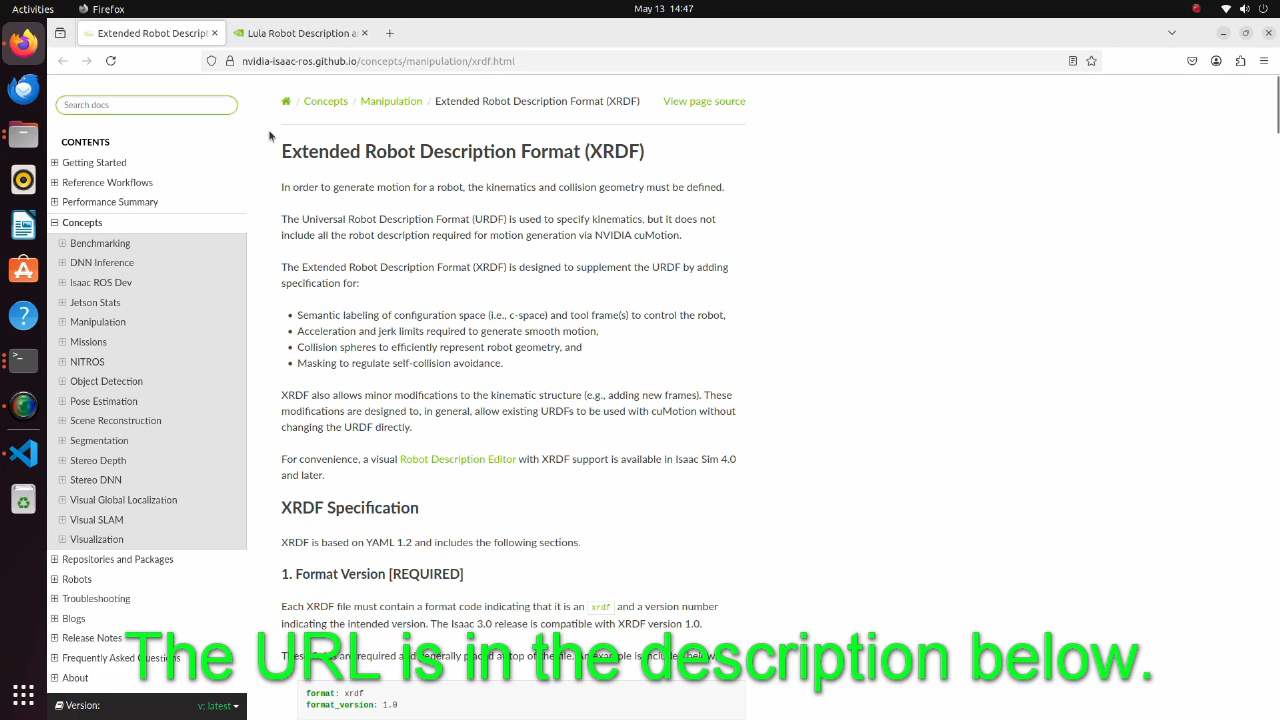 Activities
Firefox
May 13 14:47
Extended Robot Descript
Lula Robot Description a
nvidia-isaac-ros.github.io/concepts/manipulation/xrdf.html
Search docs
CONTENTS
Getting Started
Reference Workflows
Performance Summary
Concepts
Benchmarking
DNN Inference
Isaac ROS Dev
Jetson Stats
Manipulation
Missions
NITROS
Object Detection
Pose Estimation
Scene Reconstruction
Segmentation
Stereo Depth
Stereo DNN
Visual Global Localization
Visual SLAM
Visualization
Repositories and Packages
Robots
Troubleshooting
Blogs
Release Notes
Frequently Asked Questions
About
Version:
v: latest
Concepts / Manipulation / Extended Robot Description Format (XRDF)
View page source
Extended Robot Description Format (XRDF)
In order to generate motion for a robot, the kinematics and collision geometry must be defined.
The Universal Robot Description Format (URDF) is used to specify kinematics, but it does not
include all the robot description required for motion generation via NVIDIA cuMotion.
The Extended Robot Description Format (XRDF) is designed to supplement the URDF by adding
specification for:
• Semantic labeling of configuration space (i.e., c-space) and tool frame(s) to control the robot,
• Acceleration and jerk limits required to generate smooth motion,
• Collision spheres to efficiently represent robot geometry, and
• Masking to regulate self-collision avoidance.
XRDF also allows minor modifications to the kinematic structure (e.g., adding new frames). These
modifications are designed to, in general, allow existing URDFs to be used with cuMotion without
changing the URDF directly.
For convenience, a visual Robot Description Editor with XRDF support is available in Isaac Sim 4.0
and later.
XRDF Specification
XRDF is based on YAML 1.2 and includes the following sections.
1. Format Version [REQUIRED]
Each XRDF file must contain a format code indicating that it is an xrdf and a version number
indicating the intended version. The Isaac 3.0 release is compatible with XRDF version 1.0.
are required and generally placed at top of the file. An example is included below.
format: xrdf
format_version: 1.0
The URL is in the description below.